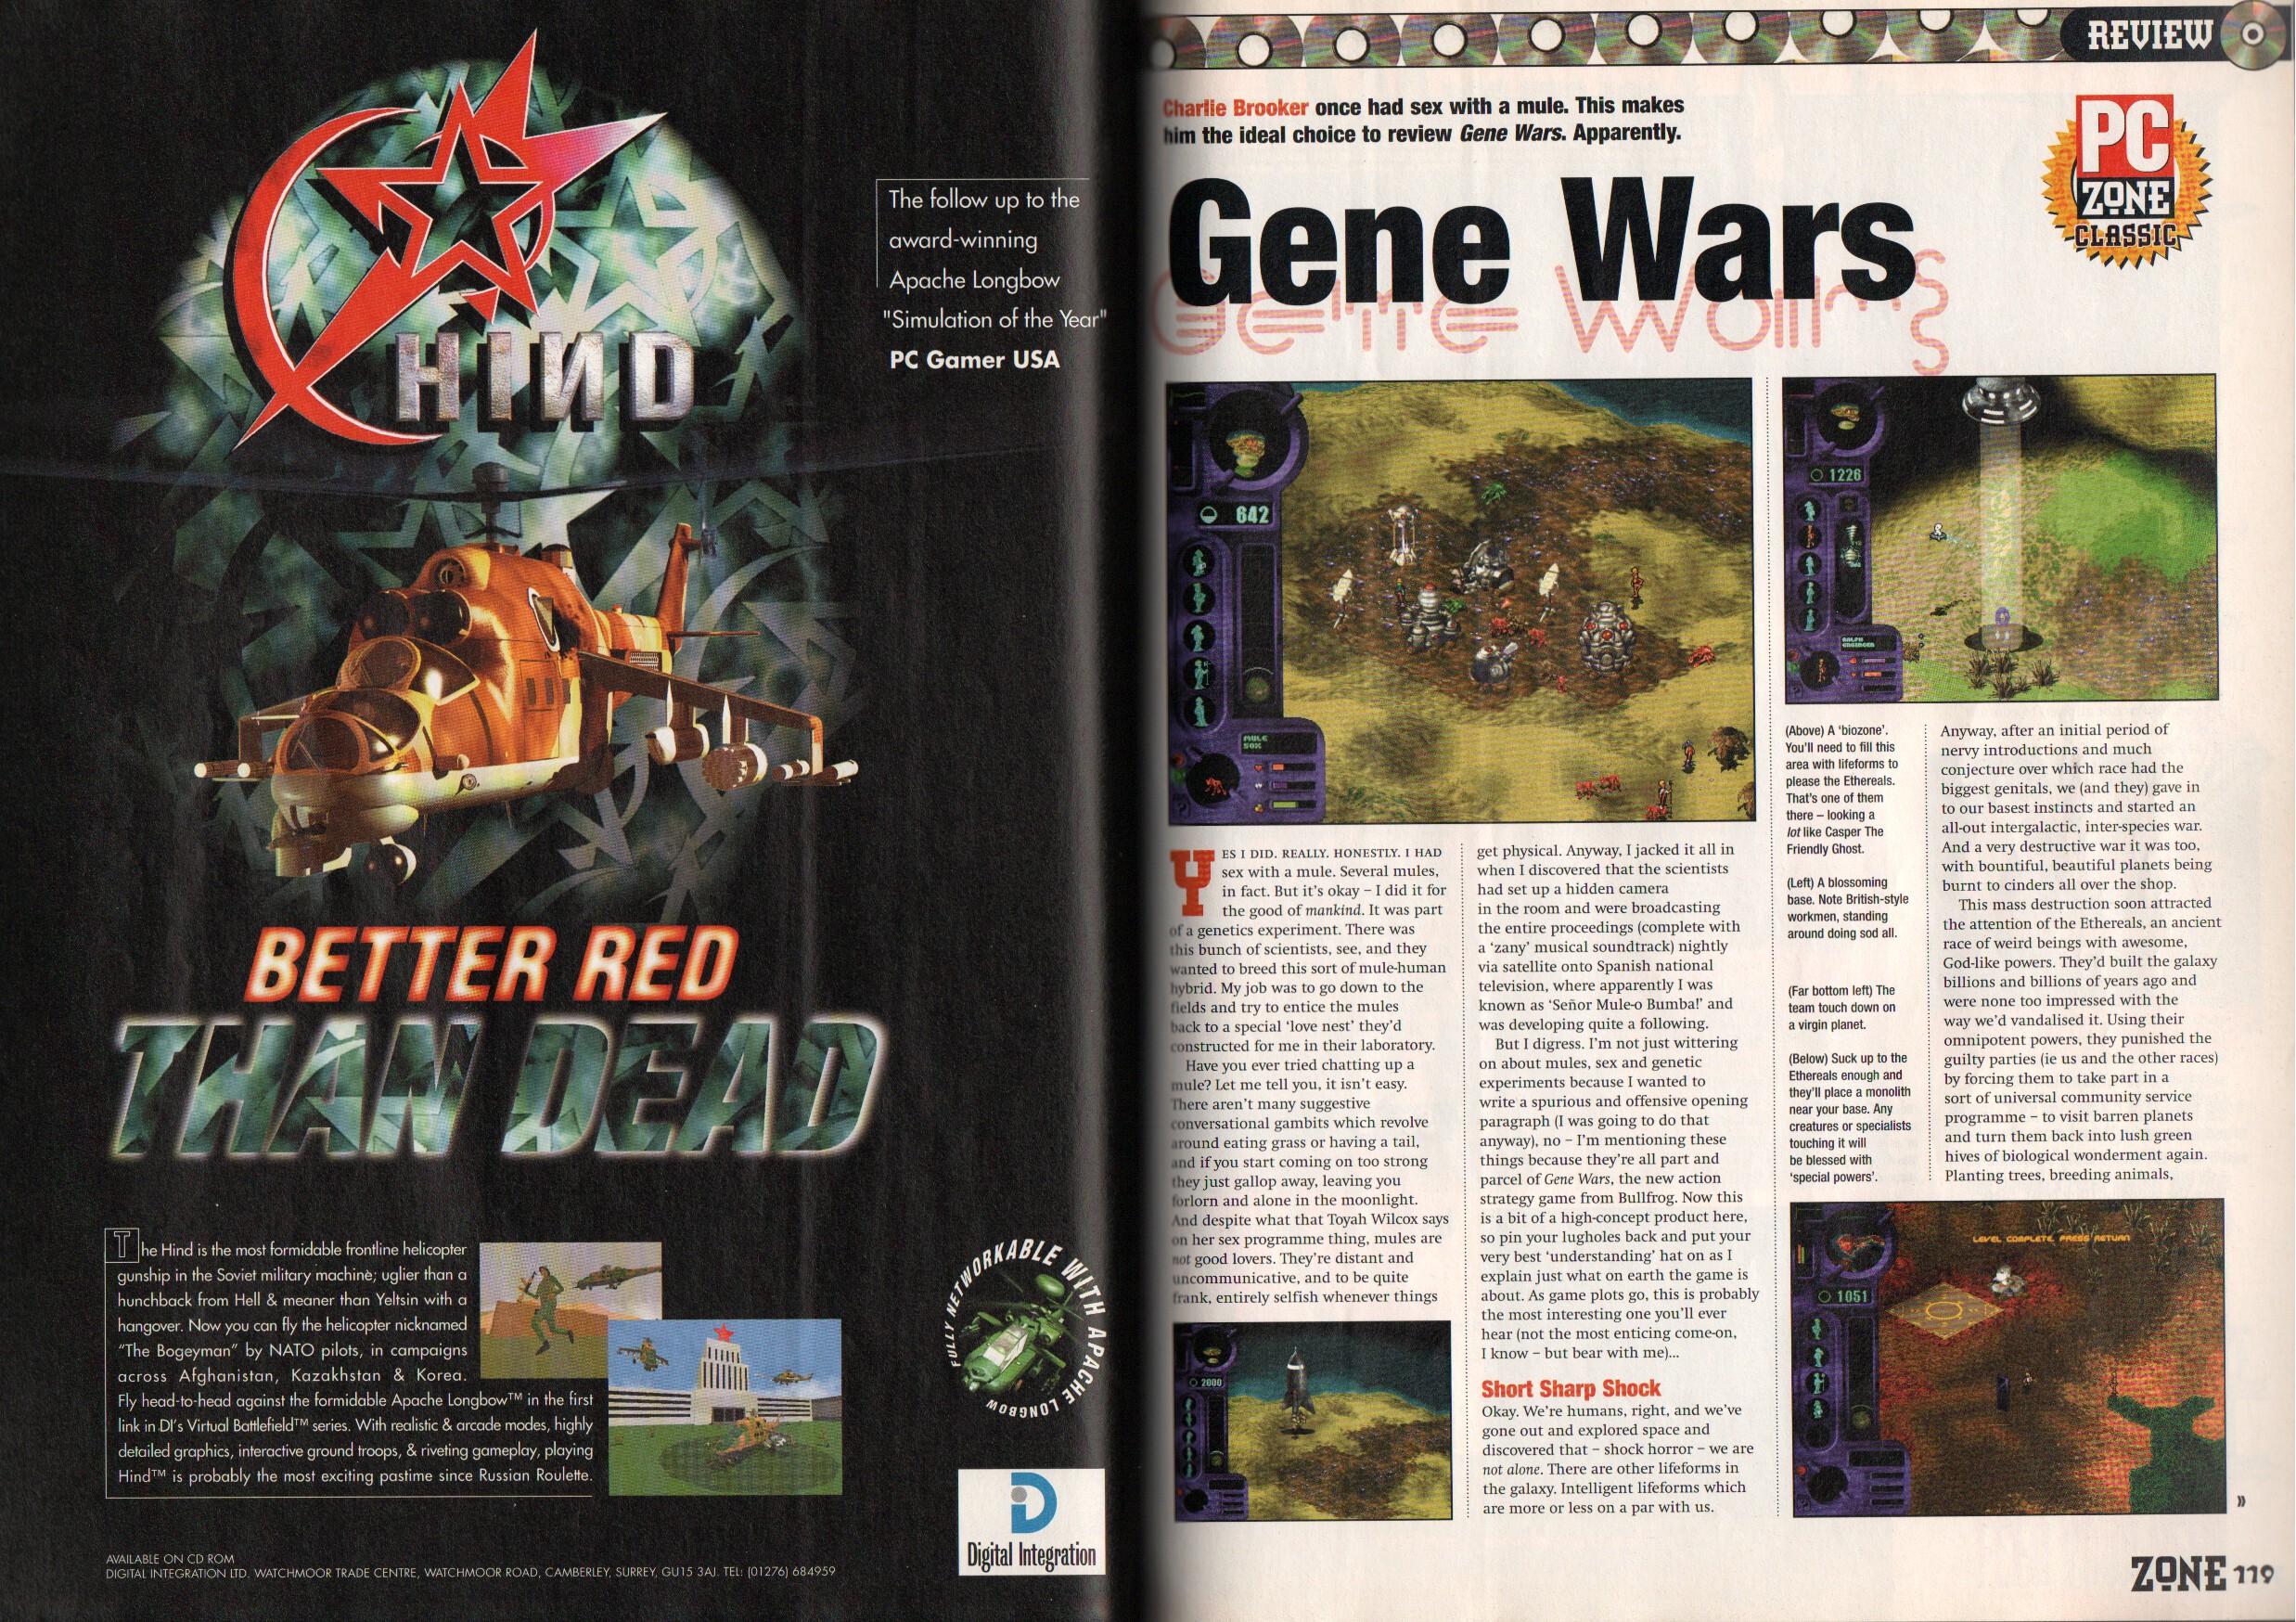 HIND
The follow up to the
award-winning
Apache Longbow
"Simulation of the Year"
PC Gamer USA
BETTER RED
THAN DEAD
The Hind is the most formidable frontline helicopter
gunship in the Soviet military machine; uglier than a
hunchback from Hell & meaner than Yeltsin with a
hangover. Now you can fly the helicopter nicknamed
"The Bogeyman" by NATO pilots, in campaigns
across Afghanistan, Kazakhstan & Korea.
Fly head-to-head against the formidable Apache Longbow™ in the first
link in DI's Virtual Battlefield™ series. With realistic & arcade modes, highly
detailed graphics, interactive ground troops, & riveting gameplay, playing
Hind™ is probably the most exciting pastime since Russian Roulette.
FULLY NETWORKABLE WITH APACHE LONGBOW
Digital Integration
AVAILABLE ON CD ROM
DIGITAL INTEGRATION LTD. WATCHMOOR TRADE CENTRE, WATCHMOOR ROAD, CAMBERLEY, SURREY, GU15 3AJ. TEL: (01276) 684959
REVIEW
Charlie Brooker once had sex with a mule. This makes
him the ideal choice to review Gene Wars. Apparently.
PC
ZONE
CLASSIC
Gene Wars
Gene Wars
642
MULE
50%
1226
RALPH
ENGINEER
YES I DID. REALLY. HONESTLY. I HAD
sex with a mule. Several mules,
in fact. But it's okay – I did it for
the good of mankind. It was part
of a genetics experiment. There was
this bunch of scientists, see, and they
wanted to breed this sort of mule-human
hybrid. My job was to go down to the
fields and try to entice the mules
back to a special 'love nest' they'd
constructed for me in their laboratory.
Have you ever tried chatting up a
mule? Let me tell you, it isn't easy.
There aren't many suggestive
conversational gambits which revolve
around eating grass or having a tail,
and if you start coming on too strong
they just gallop away, leaving you
forlorn and alone in the moonlight.
And despite what that Toyah Wilcox says
on her sex programme thing, mules are
not good lovers. They're distant and
uncommunicative, and to be quite
frank, entirely selfish whenever things
2000
get physical. Anyway, I jacked it all in
when I discovered that the scientists
had set up a hidden camera
in the room and were broadcasting
the entire proceedings (complete with
a 'zany' musical soundtrack) nightly
via satellite onto Spanish national
television, where apparently I was
known as 'Señor Mule-o Bumba!' and
was developing quite a following.
But I digress. I'm not just wittering
on about mules, sex and genetic
experiments because I wanted to
write a spurious and offensive opening
paragraph (I was going to do that
anyway), no – I'm mentioning these
things because they're all part and
parcel of Gene Wars, the new action
strategy game from Bullfrog. Now this
is a bit of a high-concept product here,
so pin your lugholes back and put your
very best 'understanding' hat on as I
explain just what on earth the game is
about. As game plots go, this is probably
the most interesting one you'll ever
hear (not the most enticing come-on,
I know – but bear with me)...
Short Sharp Shock
Okay. We're humans, right, and we've
gone out and explored space and
discovered that – shock horror – we are
not alone. There are other lifeforms in
the galaxy. Intelligent lifeforms which
are more or less on a par with us.
(Above) A 'biozone'.
You'll need to fill this
area with lifeforms to
please the Ethereals.
That's one of them
there – looking a
lot like Casper The
Friendly Ghost.
(Left) A blossoming
base. Note British-style
workmen, standing
around doing sod all.
(Far bottom left) The
team touch down on
a virgin planet.
(Below) Suck up to the
Ethereals enough and
they'll place a monolith
near your base. Any
creatures or specialists
touching it will
be blessed with
'special powers'.
Anyway, after an initial period of
nervy introductions and much
conjecture over which race had the
biggest genitals, we (and they) gave in
to our basest instincts and started an
all-out intergalactic, inter-species war.
And a very destructive war it was too,
with bountiful, beautiful planets being
burnt to cinders all over the shop.
This mass destruction soon attracted
the attention of the Ethereals, an ancient
race of weird beings with awesome,
God-like powers. They'd built the galaxy
billions and billions of years ago and
were none too impressed with the
way we'd vandalised it. Using their
omnipotent powers, they punished the
guilty parties (ie us and the other races)
by forcing them to take part in a
sort of universal community service
programme – to visit barren planets
and turn them back into lush green
hives of biological wonderment again.
Planting trees, breeding animals,
LEVEL COMPLETE. PRESS RETURN
1051
»
ZONE 119